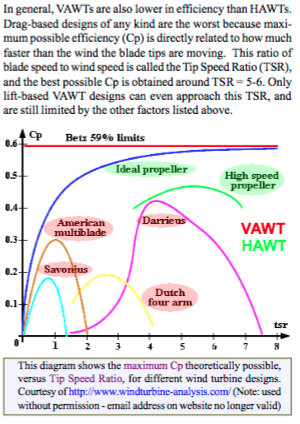 In general, VAWTs are also lower in efficiency than HAWTs.
Drag-based designs of any kind are the worst because maxi-
mum possible efficiency (Cp) is directly related to how much
faster than the wind the blade tips are moving. This ratio of
blade speed to wind speed is called the Tip Speed Ratio (TSR),
and the best possible Cp is obtained around TSR = 5-6. Only
lift-based VAWT designs can even approach this TSR, and
are still limited by the other factors listed above.
Cp
Betz 59% limits
0.6
Ideal propeller
High speed
propeller
0.5
0.4
American
multiblade
Darrieus
VAWT
HAWT
0.3
Savonius
0.2
Dutch
four arm
0.1
tsr
0 1 2 3 4 5 6 7 8
This diagram shows the maximum Cp theoretically possible,
versus Tip Speed Ratio, for different wind turbine designs.
Courtesy of http://www.windturbine-analysis.com/ (Note: used
without permission - email address on website no longer valid)